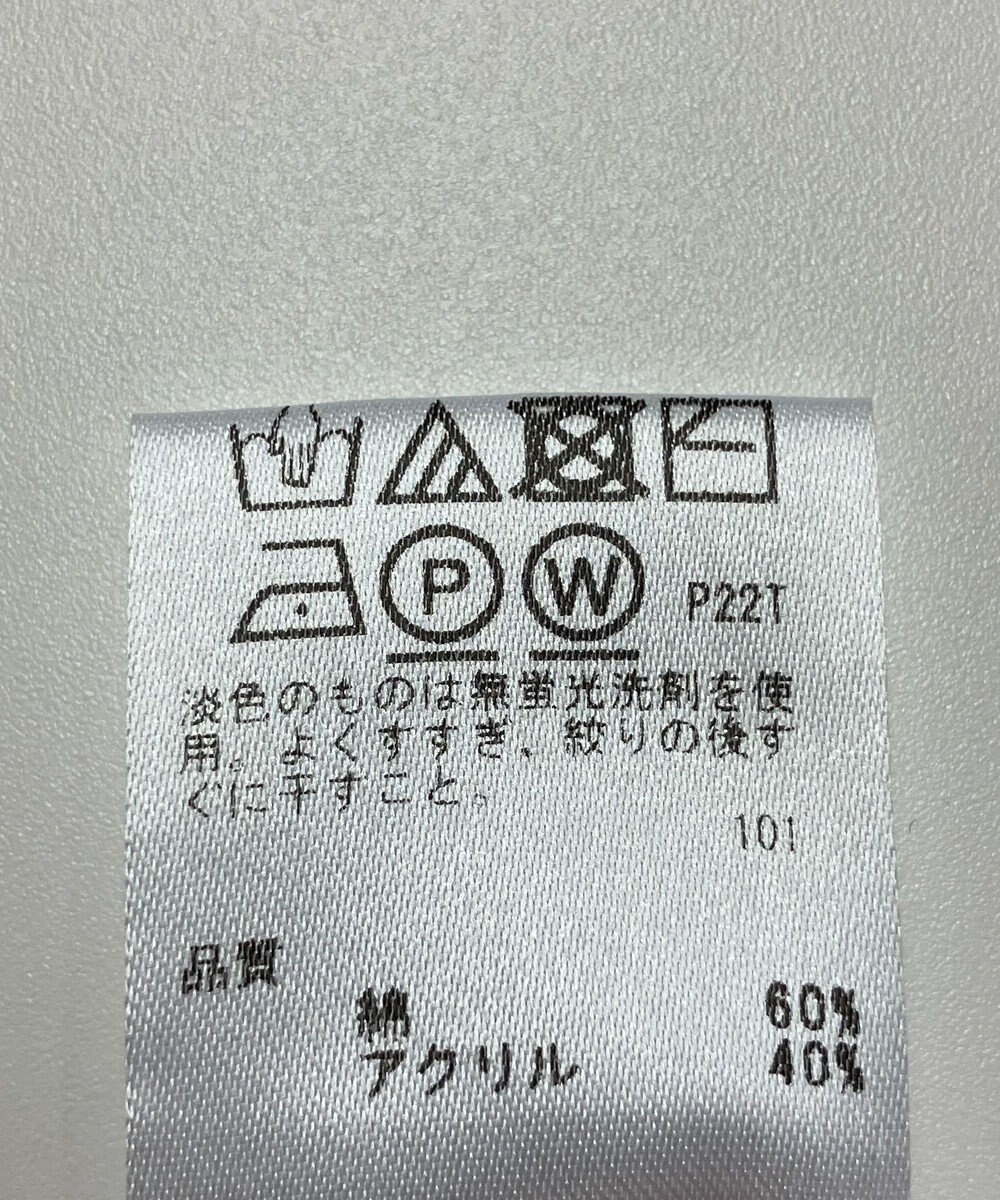 P W P22T
淡色のものは無蛍光洗剤を使
用。よくすすぎ、絞りの後す
ぐに干すこと。
101
品質
綿 60%
アクリル 40%